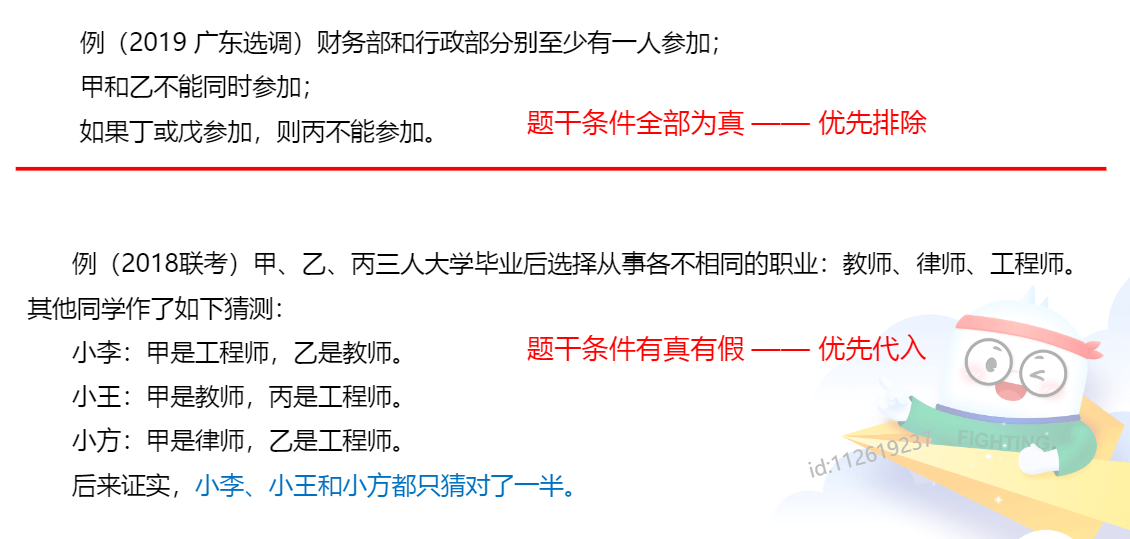 例（2019 广东选调）财务部和行政部分别至少有一人参加；
甲和乙不能同时参加；
如果丁或戊参加，则丙不能参加。
题干条件全部为真 —— 优先排除
例（2018联考）甲、乙、丙三人大学毕业后选择从事各不相同的职业：教师、律师、工程师。
其他同学作了如下猜测：
小李：甲是工程师，乙是教师。
题干条件有真有假 —— 优先代入
小王：甲是教师，丙是工程师。
小方：甲是律师，乙是工程师。
FIGHTING.
id:112619237
后来证实，小李、小王和小方都只猜对了一半。